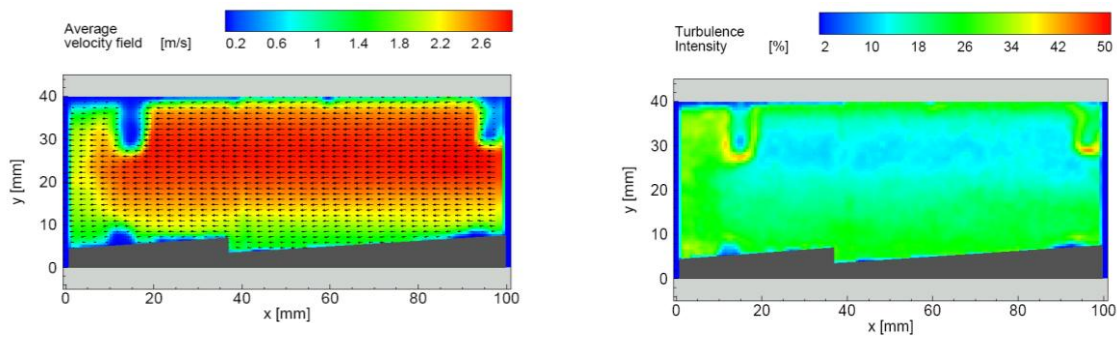 Average
velocity field [m/s]
0.2 0.6 1 1.4 1.8 2.2 2.6
y [mm]
40
30
20
10
0
0 20 40 60 80 100
x [mm]
Turbulence
Intensity [%]
2 10 18 26 34 42 50
y [mm]
40
30
20
10
0
0 20 40 60 80 100
x [mm]